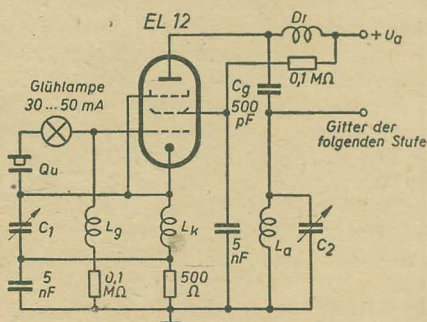 EL 12
Dr
+Ua
Glühlampe
30 ... 50 mA
0,1 MΩ
Cg
500
pF
Gitter der
folgenden Stufe
Qu
C1
Lg
Lk
La
C2
5
nF
5
nF
0,1
MΩ
500
Ω